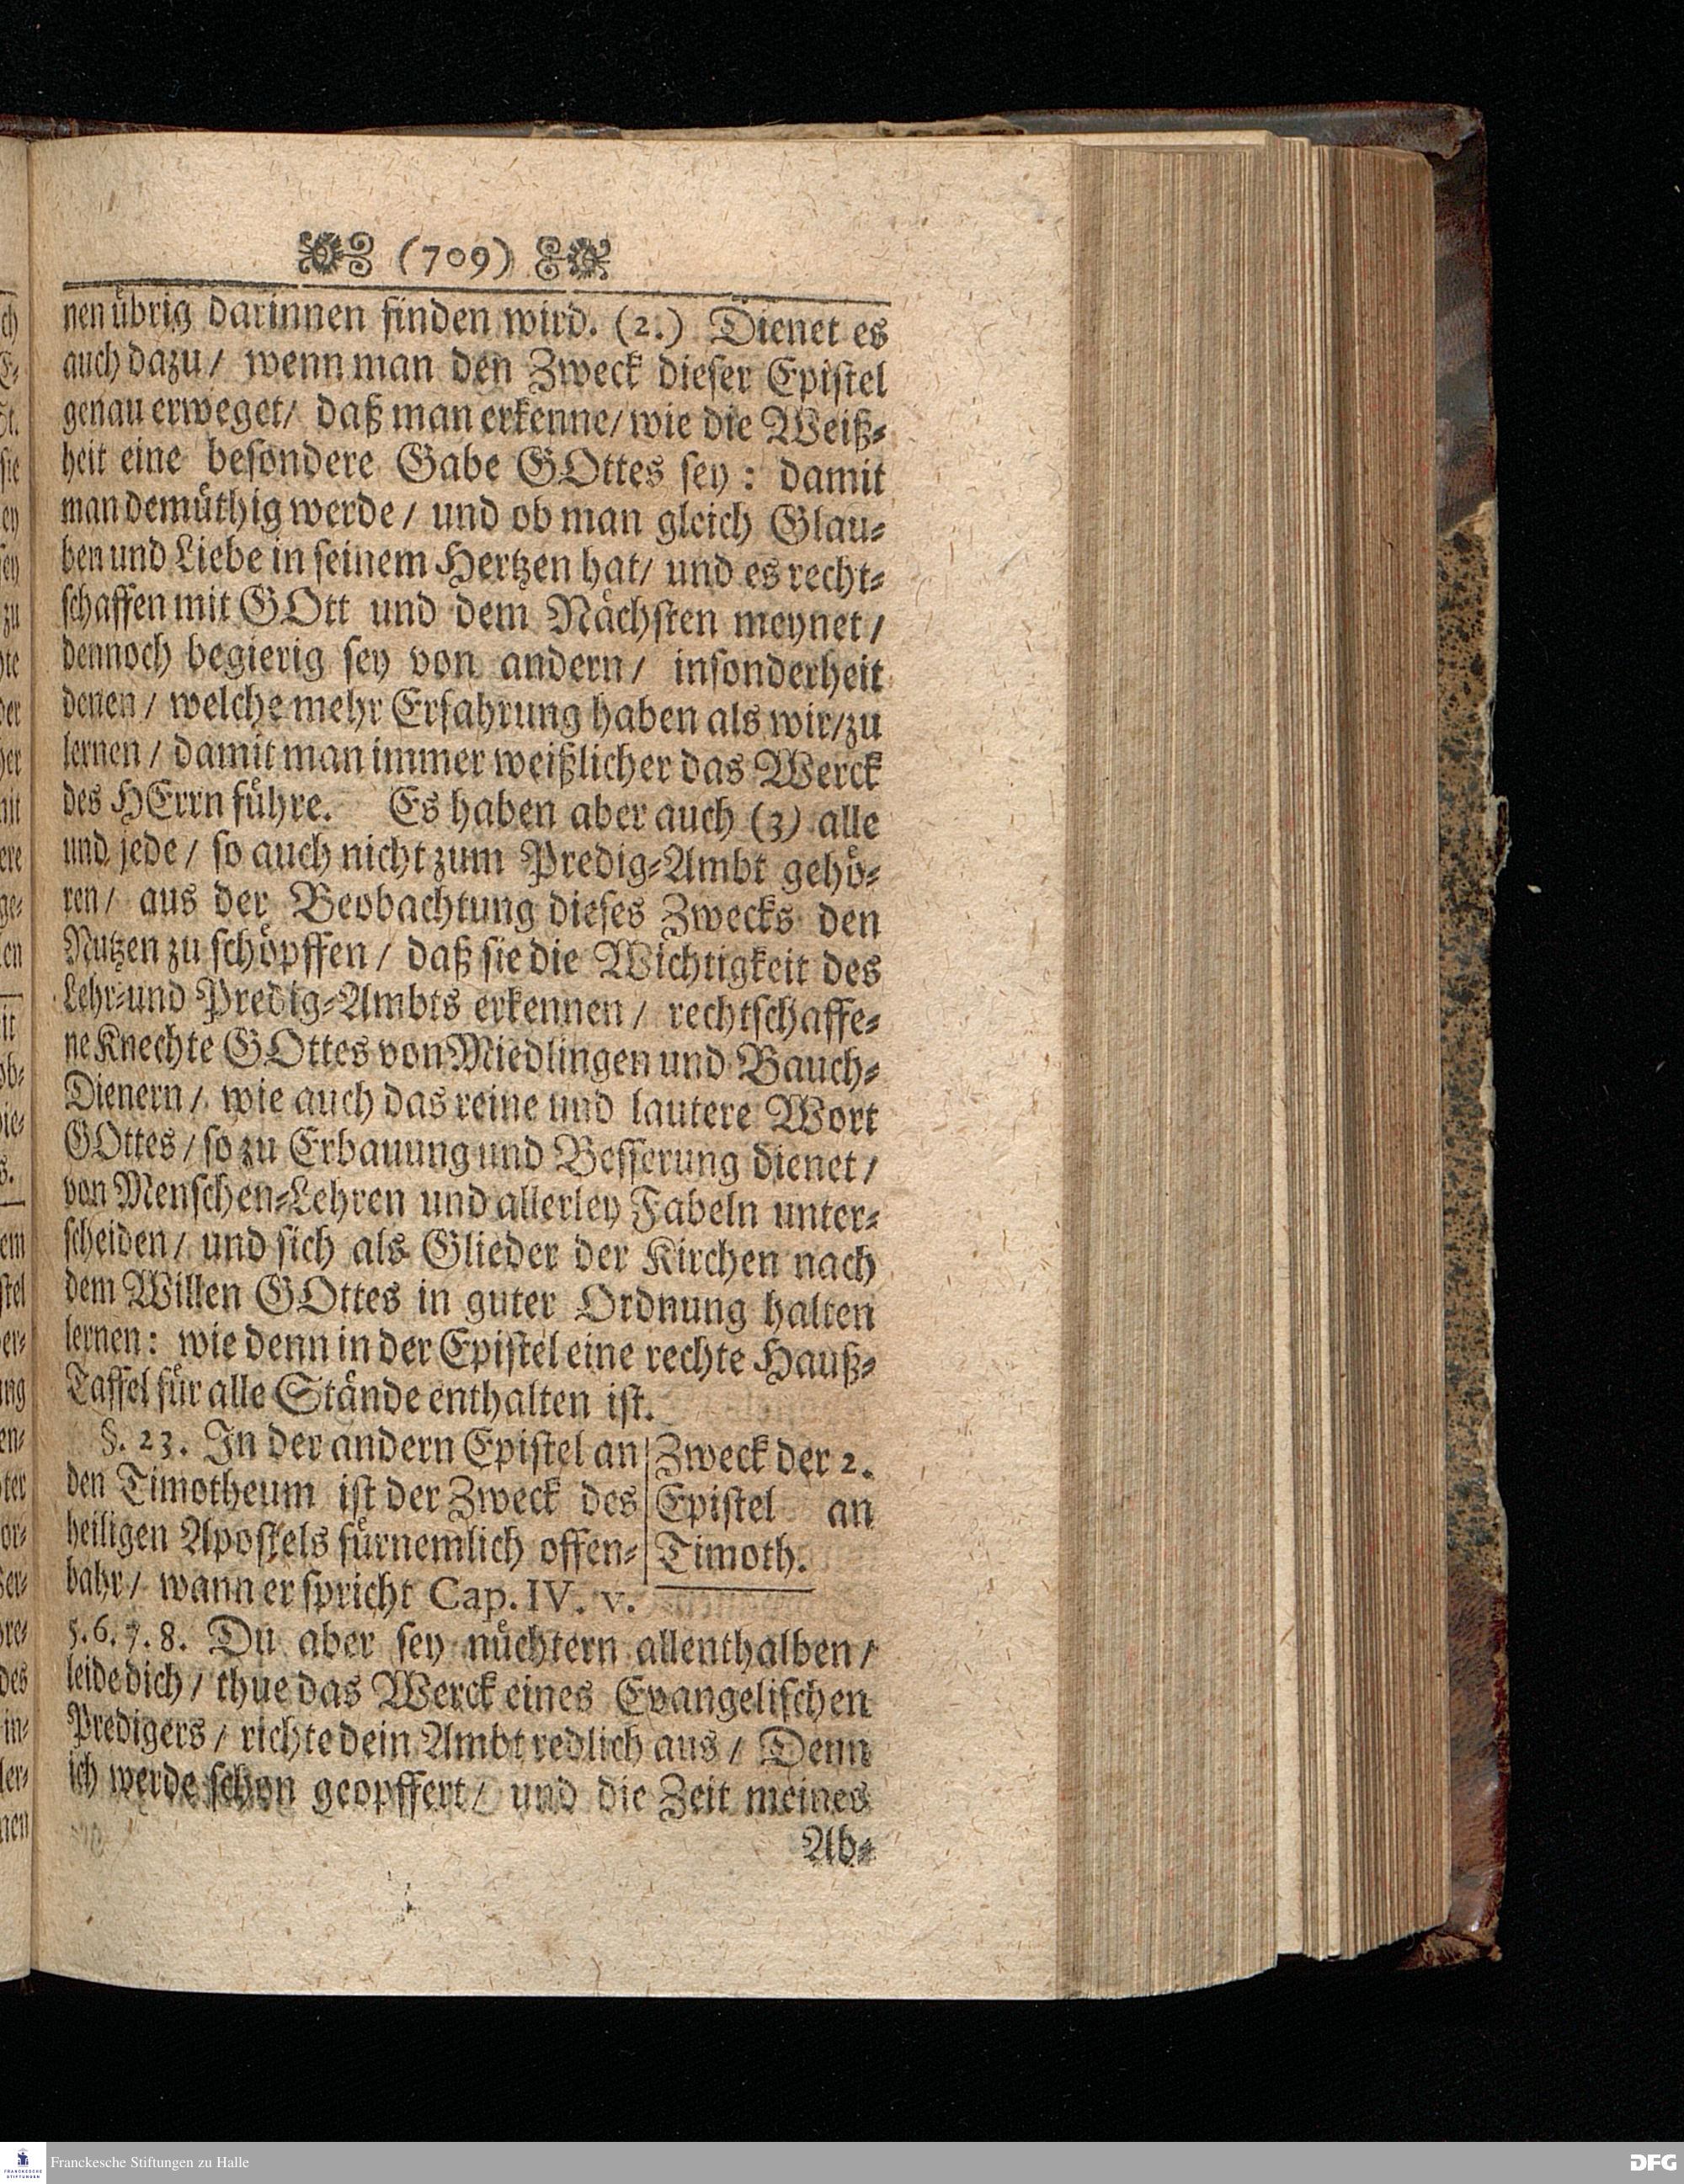 (709)
nen übrig darinnen finden wird. (2.) Dienet es
auch dazu / wenn man den Zweck dieser Epistel
genau erweget / daß man erkenne / wie die Weiß-
heit eine besondere Gabe GOttes sey : damit
man demüthig werde / und ob man gleich Glau-
ben und Liebe in seinem Hertzen hat / und es recht-
schaffen mit GOtt und dem Nächsten meynet /
dennoch begierig sey von andern / insonderheit
denen / welche mehr Erfahrung haben als wir / zu
lernen / damit man immer weißlicher das Werck
des HErrn führe. Es haben aber auch (3) alle
und jede / so auch nicht zum Predig-Ambt gehö-
ren / aus der Beobachtung dieses Zwecks den
Nutzen zu schöpffen / daß sie die Wichtigkeit des
Lehr-und Predig-Ambts erkennen / rechtschaffe-
ne Knechte GOttes von Miedlingen und Bauch-
Dienern / wie auch das reine und lautere Wort
GOttes / so zu Erbauung und Besserung dienet /
von Menschen-Lehren und allerley Fabeln unter-
scheiden / und sich als Glieder der Kirchen nach
dem Willen GOttes in guter Ordnung halten
lernen : wie denn in der Epistel eine rechte Hauß-
Taffel für alle Stände enthalten ist.
§. 23. In der andern Epistel an
den Timotheum ist der Zweck des
heiligen Apostels fürnemlich offen-
bahr / wann er spricht Cap. IV. v.
Zweck der 2.
Epistel an
Timoth.
5. 6. 7. 8. Du aber sey nüchtern allenthalben /
leide dich / thue das Werck eines Evangelischen
Predigers / richte dein Ambt redlich aus / Denn
ich werde schon geopffert / und die Zeit meines
Ab-
FRANCKESCHE
STIFTUNGEN
Franckesche Stiftungen zu Halle
DFG